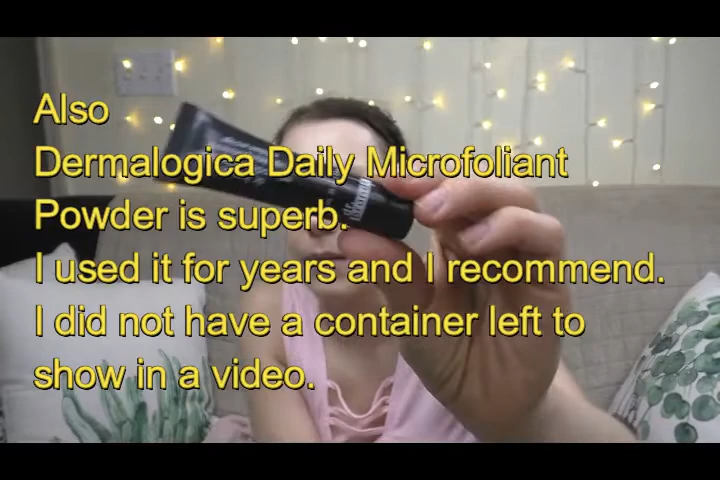 Also
Dermalogica Daily Microfoliant
Powder is superb.
I used it for years and I recommend.
I did not have a container left to
show in a video.